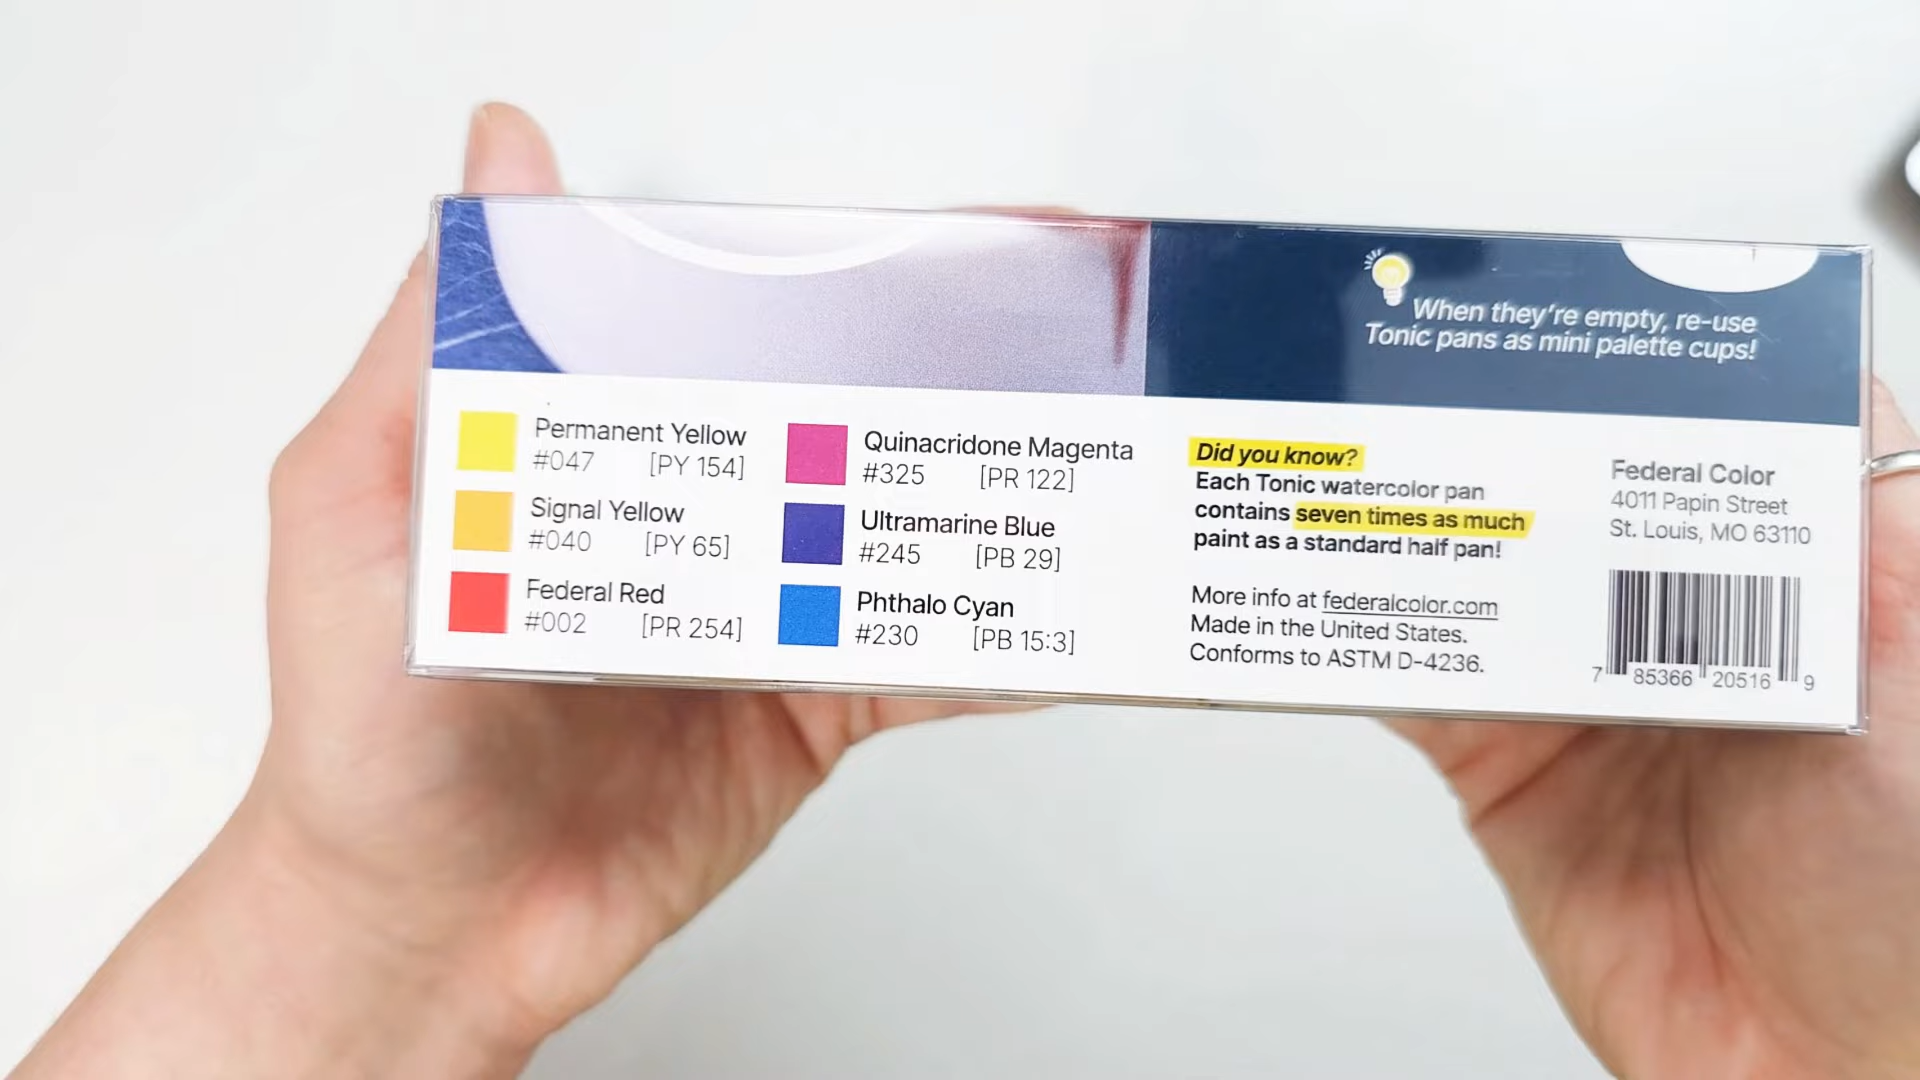 When they're empty, re-use
Tonic pans as mini palette cups!
Permanent Yellow
#047 [PY 154]
Signal Yellow
#040 [PY 65]
Federal Red
#002 [PR 254]
Quinacridone Magenta
#325 [PR 122]
Ultramarine Blue
#245 [PB 29]
Phthalo Cyan
#230 [PB 15:3]
Did you know?
Each Tonic watercolor pan
contains seven times as much
paint as a standard half pan!
More info at federalcolor.com
Made in the United States.
Conforms to ASTM D-4236.
Federal Color
4011 Papin Street
St. Louis, MO 63110
7 85366 20516 9